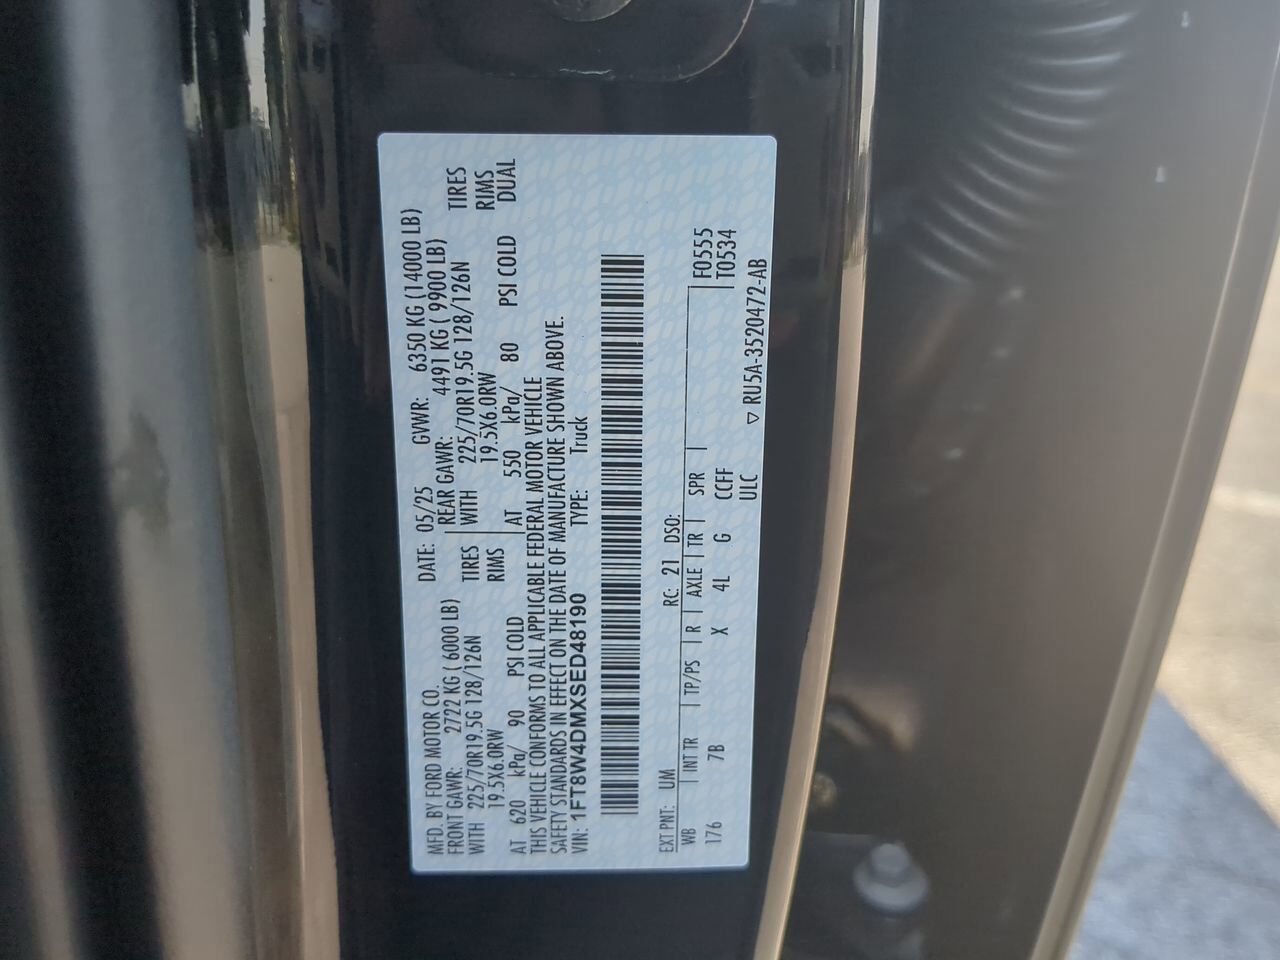 MFD. BY FORD MOTOR CO.
DATE: 05/25 GVWR: 6350 KG (14000 LB)
FRONT GAWR: 2722 KG ( 6000 LB) REAR GAWR: 4491 KG ( 9900 LB)
WITH 225/70R19.5G 128/126N TIRES WITH 225/70R19.5G 128/126N TIRES
19.5X6.0RW RIMS 19.5X6.0RW RIMS
AT 620 kPa/ 90 PSI COLD AT 550 kPa/ 80 PSI COLD DUAL
THIS VEHICLE CONFORMS TO ALL APPLICABLE FEDERAL MOTOR VEHICLE
SAFETY STANDARDS IN EFFECT ON THE DATE OF MANUFACTURE SHOWN ABOVE.
VIN: 1FT8W4DMXSED48190 TYPE: Truck
EXT PNT: UM RC: 21 DSO:
WB INT TR TP/PS R AXLE TR SPR F0555
176 7B X 4L G CCFF T0534
ULC ▽ RU5A-3520472-AB